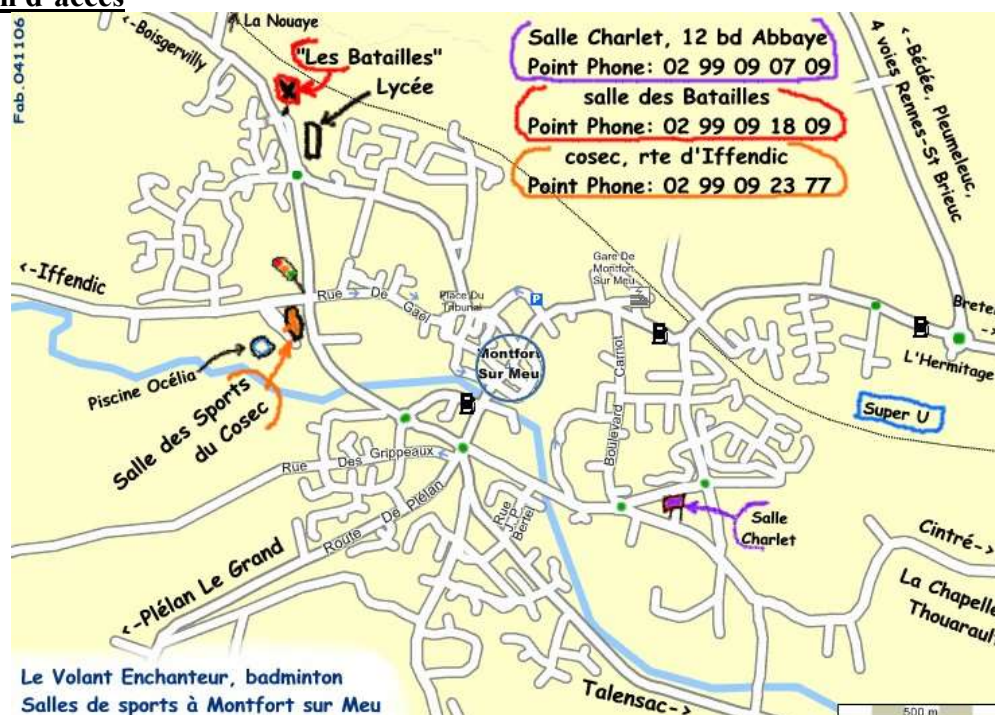 n d'accès
<-Boisgervilly
La Nouaye
"Les Batailles"
Lycée
Fab.041106
Salle Charlet, 12 bd Abbaye
Point Phone: 02 99 09 07 09
salle des Batailles
Point Phone: 02 99 09 18 09
cosec, rte d'Iffendic
Point Phone: 02 99 09 23 77
<-Bédée, Pleumeleuc,
4 voies Rennes-St Brieuc
<-Iffendic
Rue De Gael
Place Du
Tribunal
P
Gare De
Montfort
Sur Meu
Montfort
Sur Meu
Boulevard Carnot
Brete
->
L'Hermitage
Super U
Piscine Océlia
Salle des Sports
du Cosec
Rue Des Grippeaux
Route De Plélan
Rue
J.P
Bertel
Salle
Charlet
Cintré->
La Chapelle
Thouarault
<-Plélan Le Grand
Talensac->
Le Volant Enchanteur, badminton
Salles de sports à Montfort sur Meu
500 m